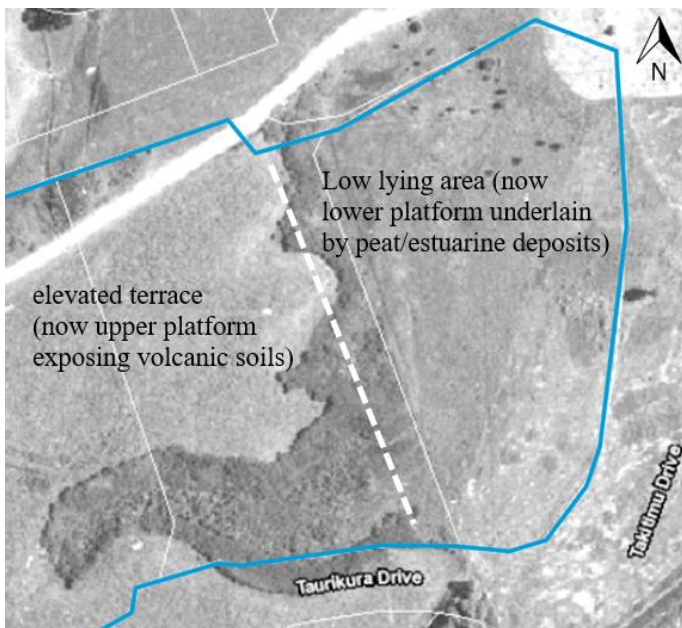 N
Low lying area (now
lower platform underlain
by peat/estuarine deposits)
elevated terrace
(now upper platform
exposing volcanic soils)
Takitimu Drive
Taurikura Drive